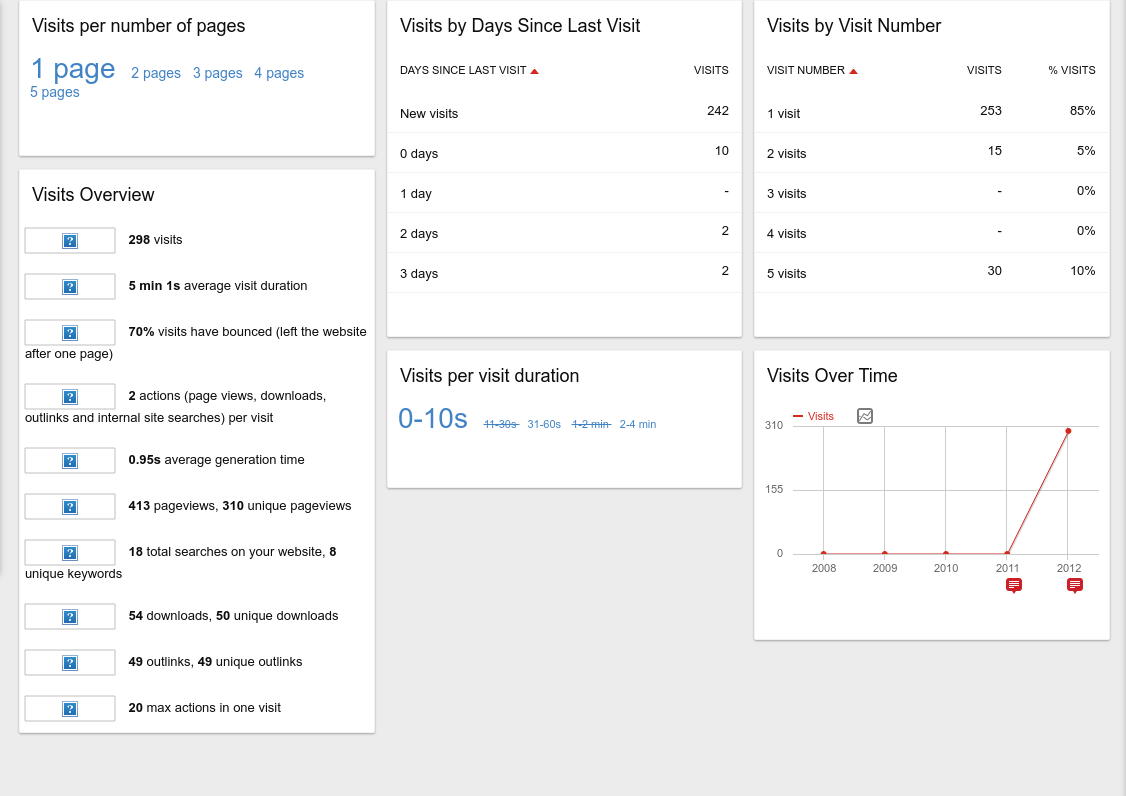 Visits per number of pages
1 page 2 pages 3 pages 4 pages
5 pages
Visits Overview
298 visits
5 min 1s average visit duration
70% visits have bounced (left the website
after one page)
2 actions (page views, downloads,
outlinks and internal site searches) per visit
0.95s average generation time
413 pageviews, 310 unique pageviews
18 total searches on your website, 8
unique keywords
54 downloads, 50 unique downloads
49 outlinks, 49 unique outlinks
20 max actions in one visit
Visits by Days Since Last Visit
DAYS SINCE LAST VISIT VISITS
New visits 242
0 days 10
1 day -
2 days 2
3 days 2
Visits per visit duration
0-10s 11-30s 31-60s 1-2 min 2-4 min
Visits by Visit Number
VISIT NUMBER VISITS % VISITS
1 visit 253 85%
2 visits 15 5%
3 visits - 0%
4 visits - 0%
5 visits 30 10%
Visits Over Time
Visits
310
155
0
2008 2009 2010 2011 2012